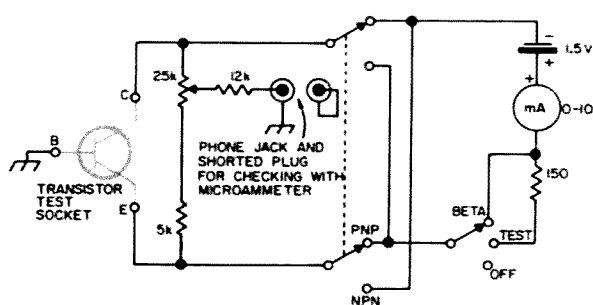 −
1.5V
+
+
mA
0-10
25k
12k
C
B
E
TRANSISTOR
TEST
SOCKET
PHONE JACK AND
SHORTED PLUG
FOR CHECKING WITH
MICROAMMETER
5k
150
BETA
TEST
OFF
PNP
NPN